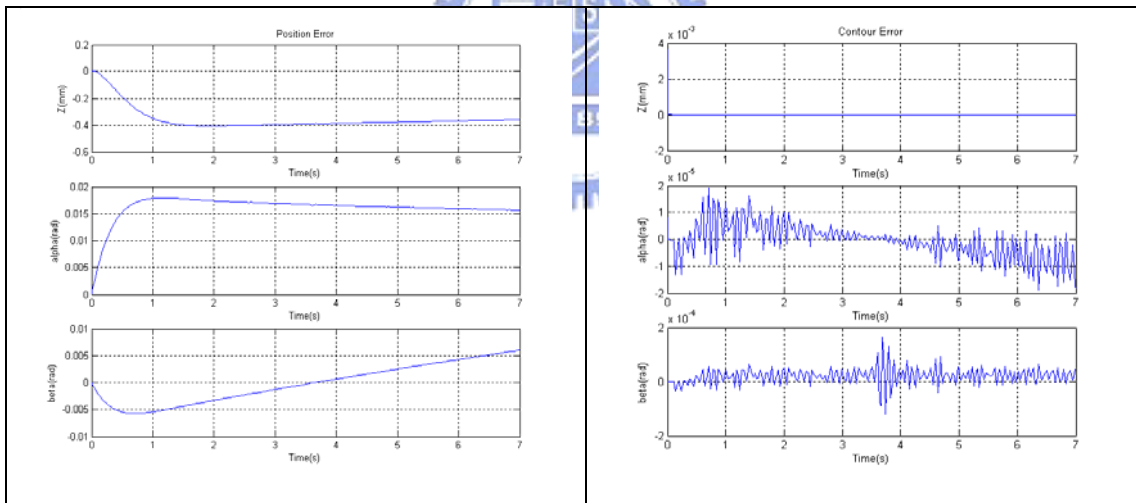 Position Error
0.2
0
-0.2
-0.4
-0.6
Z(mm)
0 1 2 3 4 5 6 7
Time(s)
0.02
0.015
0.01
0.005
0
alpha(rad)
0 1 2 3 4 5 6 7
Time(s)
0.01
0.005
0
-0.005
-0.01
beta(rad)
0 1 2 3 4 5 6 7
Time(s)
Contour Error
x 10^-3
4
2
0
-2
Z(mm)
0 1 2 3 4 5 6 7
Time(s)
x 10^-5
2
1
0
-1
-2
alpha(rad)
0 1 2 3 4 5 6 7
Time(s)
x 10^-4
2
0
-2
beta(rad)
0 1 2 3 4 5 6 7
Time(s)